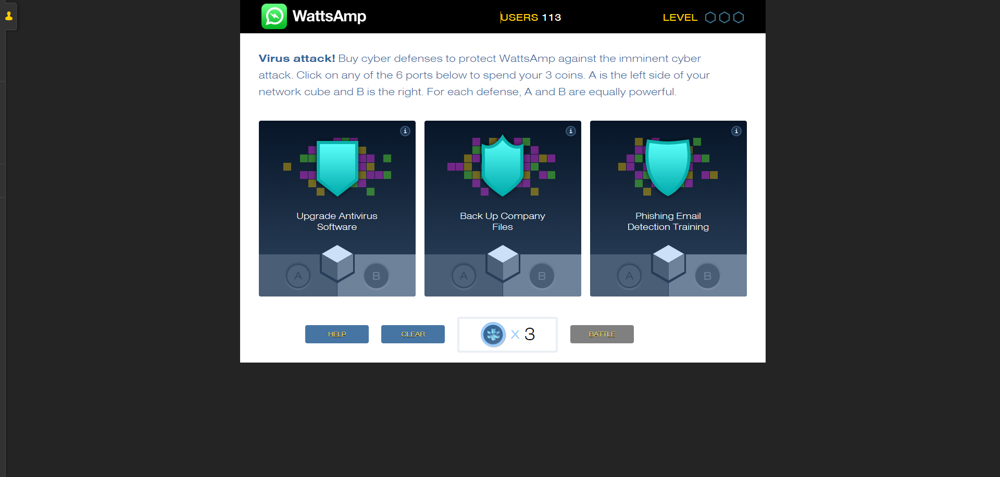 WattsAmp
USERS 113
LEVEL
Virus attack! Buy cyber defenses to protect WattsAmp against the imminent cyber
attack. Click on any of the 6 ports below to spend your 3 coins. A is the left side of your
network cube and B is the right. For each defense, A and B are equally powerful.
i
i
i
Upgrade Antivirus
Software
Back Up Company
Files
Phishing Email
Detection Training
A
B
A
B
A
B
HELP
CLEAR
X 3
BATTLE